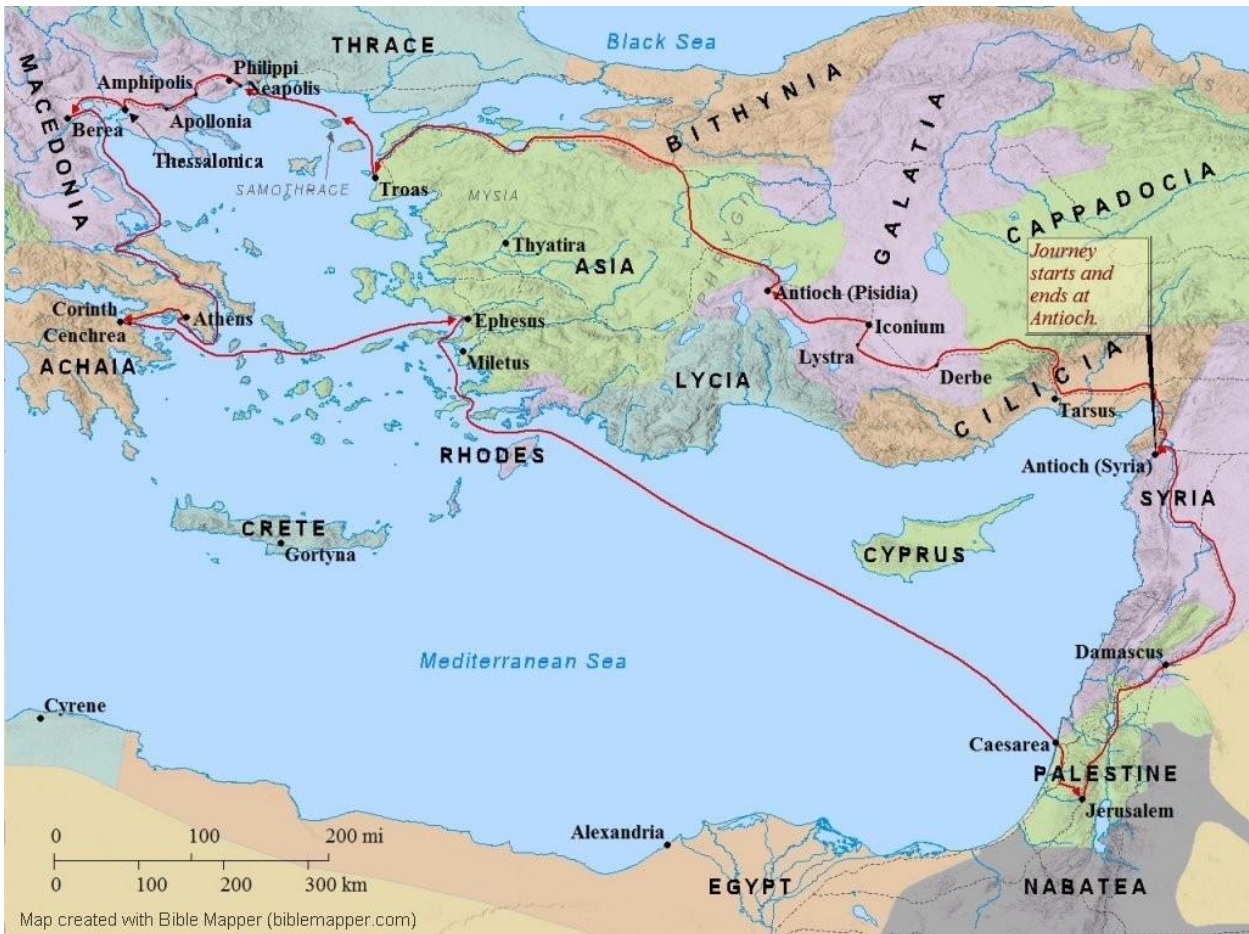 Black Sea
THRACE
PONTUS
MACEDONIA
Philippi
Amphipolis
Neapolis
BITHYNIA
Apollonia
Berea
GALATIA
Thessalonica
SAMOTHRACE
Troas
MYSIA
CAPPADOCIA
Thyatira
PHRYGIA
ASIA
Journey
starts and
ends at
Antioch.
Antioch (Pisidia)
Corinth
Athens
Ephesus
Iconium
Cenchrea
Lystra
Miletus
ACHAIA
LYCIA
Derbe
CILICIA
Tarsus
RHODES
Antioch (Syria)
SYRIA
CRETE
Gortyna
CYPRUS
Mediterranean Sea
Damascus
Cyrene
Caesarea
PALESTINE
Jerusalem
0 100 200 mi
Alexandria
0 100 200 300 km
EGYPT
NABATEA
Map created with Bible Mapper (biblemapper.com)